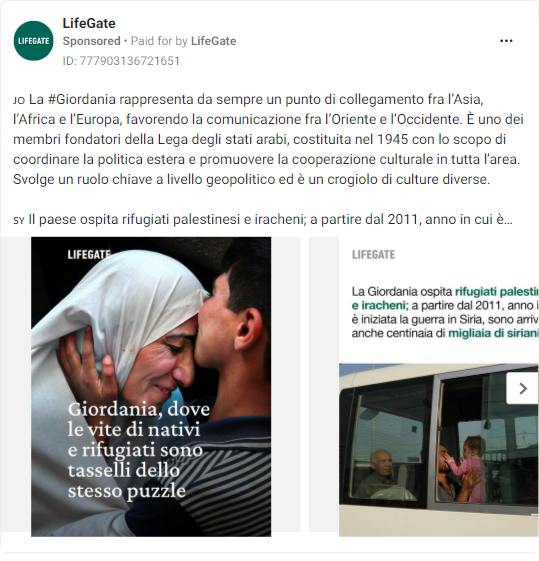 LifeGate
LIFEGATE
Sponsored • Paid for by LifeGate
ID: 777903136721651
JO La #Giordania rappresenta da sempre un punto di collegamento fra l'Asia,
l'Africa e l'Europa, favorendo la comunicazione fra l'Oriente e l'Occidente. È uno dei
membri fondatori della Lega degli stati arabi, costituita nel 1945 con lo scopo di
coordinare la politica estera e promuovere la cooperazione culturale in tutta l'area.
Svolge un ruolo chiave a livello geopolitico ed è un crogiolo di culture diverse.
SY Il paese ospita rifugiati palestinesi e iracheni; a partire dal 2011, anno in cui è...
LIFEGATE
Giordania, dove
le vite di nativi
e rifugiati sono
tasselli dello
stesso puzzle
LIFEGATE
La Giordania ospita rifugiati palestin
e iracheni; a partire dal 2011, anno i
è iniziata la guerra in Siria, sono arriv
anche centinaia di migliaia di siriani